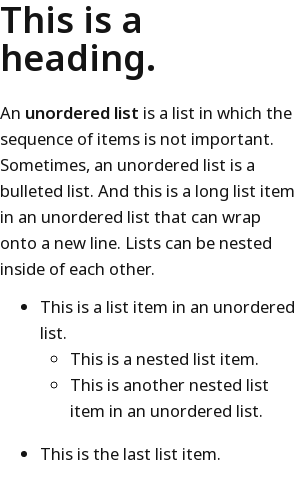 This is a
heading.
An unordered list is a list in which the
sequence of items is not important.
Sometimes, an unordered list is a
bulleted list. And this is a long list item
in an unordered list that can wrap
onto a new line. Lists can be nested
inside of each other.
• This is a list item in an unordered
list.
◦ This is a nested list item.
◦ This is another nested list
item in an unordered list.
• This is the last list item.